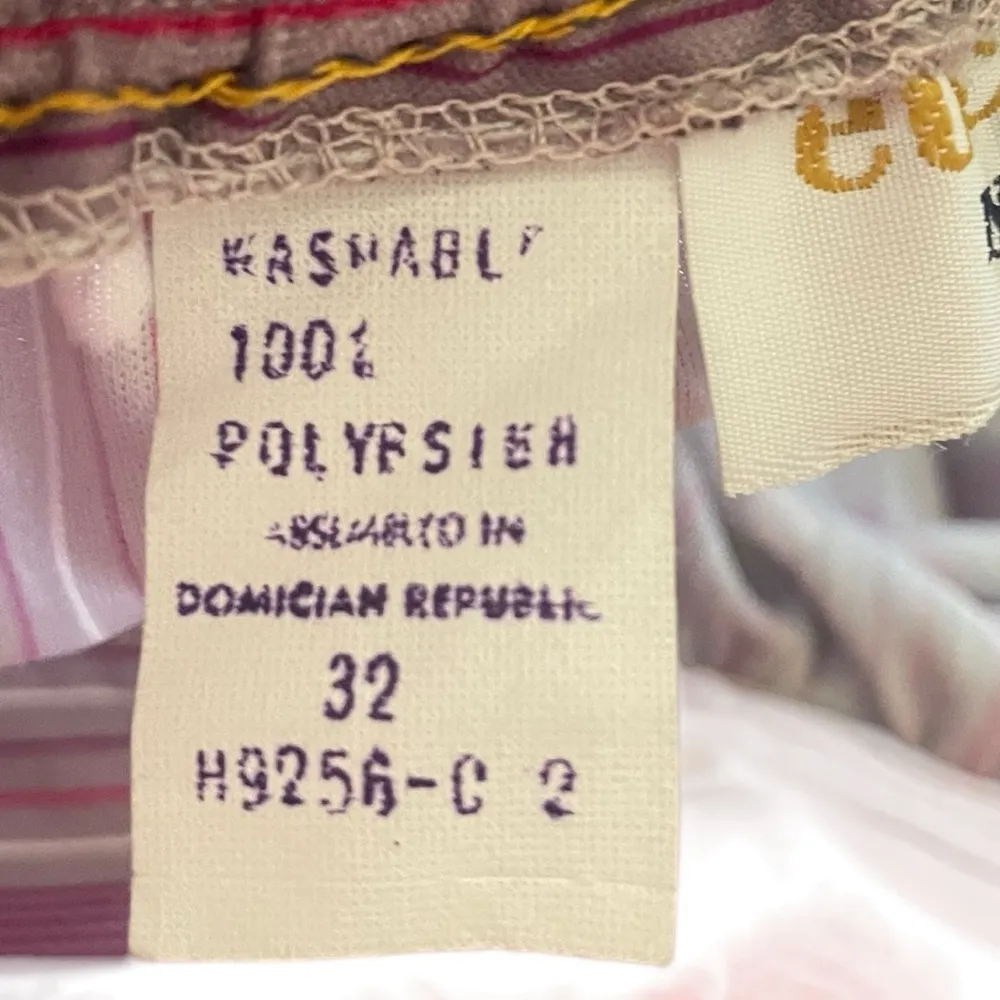 WASHABLE
100%
POLYESTER
ASSEMBLED IN
DOMICIAN REPUBLIC
32
H9256-C 2